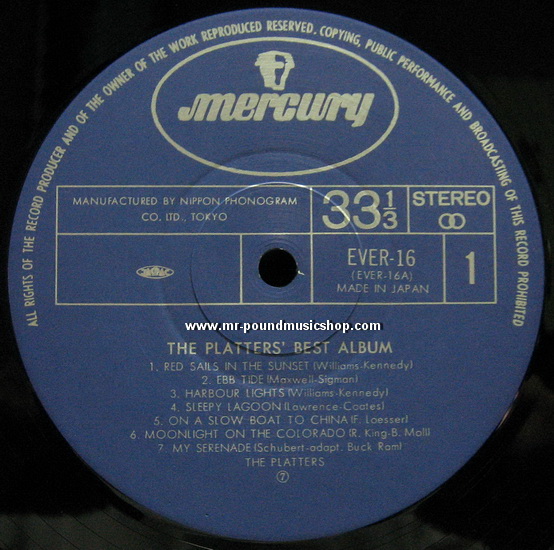 ALL RIGHTS OF THE RECORD PRODUCER AND OF THE OWNER OF THE WORK REPRODUCED RESERVED. COPYING, PUBLIC PERFORMANCE AND BROADCASTING OF THIS RECORD PROHIBITED
mercury
MANUFACTURED BY NIPPON PHONOGRAM
CO. LTD., TOKYO
33 1/3
STEREO
EVER-16
(EVER-16A)
MADE IN JAPAN
1
www.mr-poundmusicshop.com
THE PLATTERS' BEST ALBUM
1. RED SAILS IN THE SUNSET (Williams-Kennedy)
2. EBB TIDE (Maxwell-Sigman)
3. HARBOUR LIGHTS (Williams-Kennedy)
4. SLEEPY LAGOON (Lawrence-Coates)
5. ON A SLOW BOAT TO CHINA (F. Loesser)
6. MOONLIGHT ON THE COLORADO (R. King-B. Moll)
7. MY SERENADE (Schubert-adapt. Buck Ram)
THE PLATTERS
7